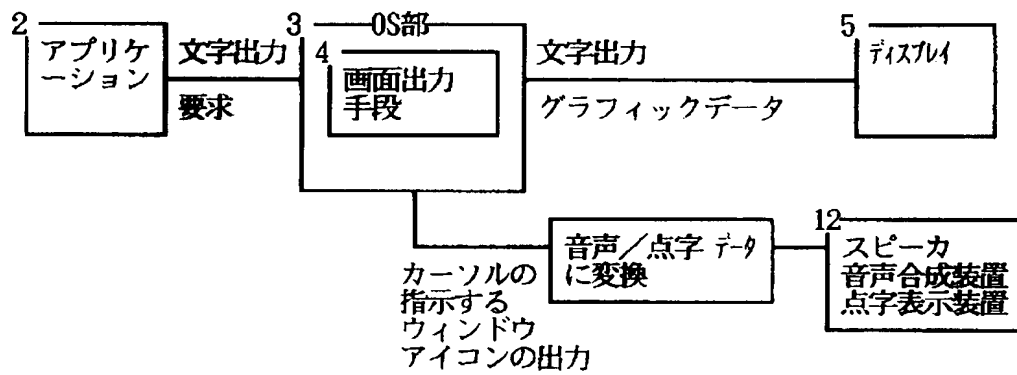 2
アプリケ
ーション
文字出力
要求
3
OS部
4
画面出力
手段
文字出力
グラフィックデータ
5
ディスプレイ
カーソルの
指示する
ウィンドウ
アイコンの出力
音声/点字 データ
に変換
12
スピーカ
音声合成装置
点字表示装置